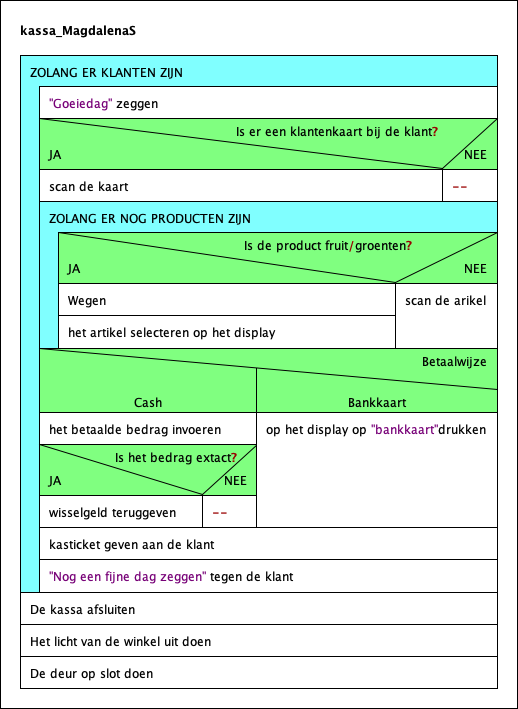 kassa_MagdalenaS
ZOLANG ER KLANTEN ZIJN
"Goeiedag" zeggen
Is er een klantenkaart bij de klant?
JA
NEE
scan de kaart
--
ZOLANG ER NOG PRODUCTEN ZIJN
Is de product fruit/groenten?
JA
NEE
Wegen
scan de arikel
het artikel selecteren op het display
Betaalwijze
Cash
Bankkaart
het betaalde bedrag invoeren
op het display op "bankkaart"drukken
Is het bedrag extact?
JA
NEE
wisselgeld teruggeven
--
kasticket geven aan de klant
"Nog een fijne dag zeggen" tegen de klant
De kassa afsluiten
Het licht van de winkel uit doen
De deur op slot doen